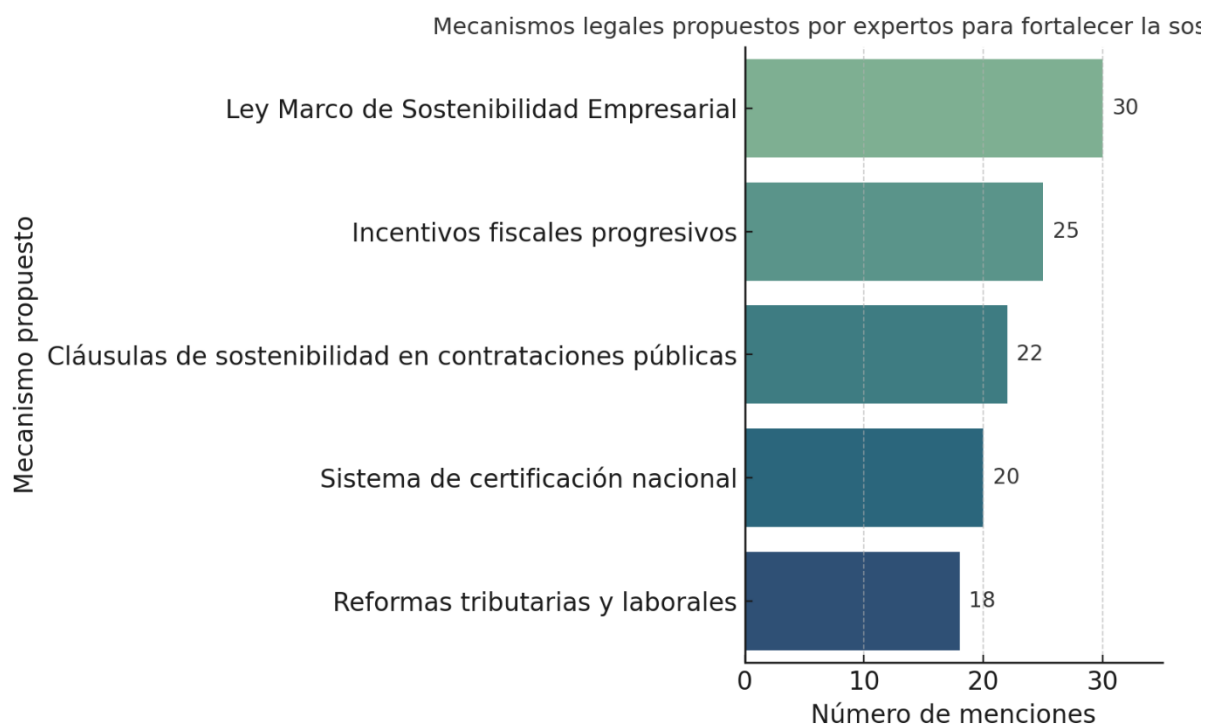 Mecanismos legales propuestos por expertos para fortalecer la
Ley Marco de Sostenibilidad Empresarial
30
Incentivos fiscales progresivos
25
Mecanismo propuesto
Cláusulas de sostenibilidad en contrataciones públicas
22
Sistema de certificación nacional
20
Reformas tributarias y laborales
18
0 10 20 30
Número de menciones